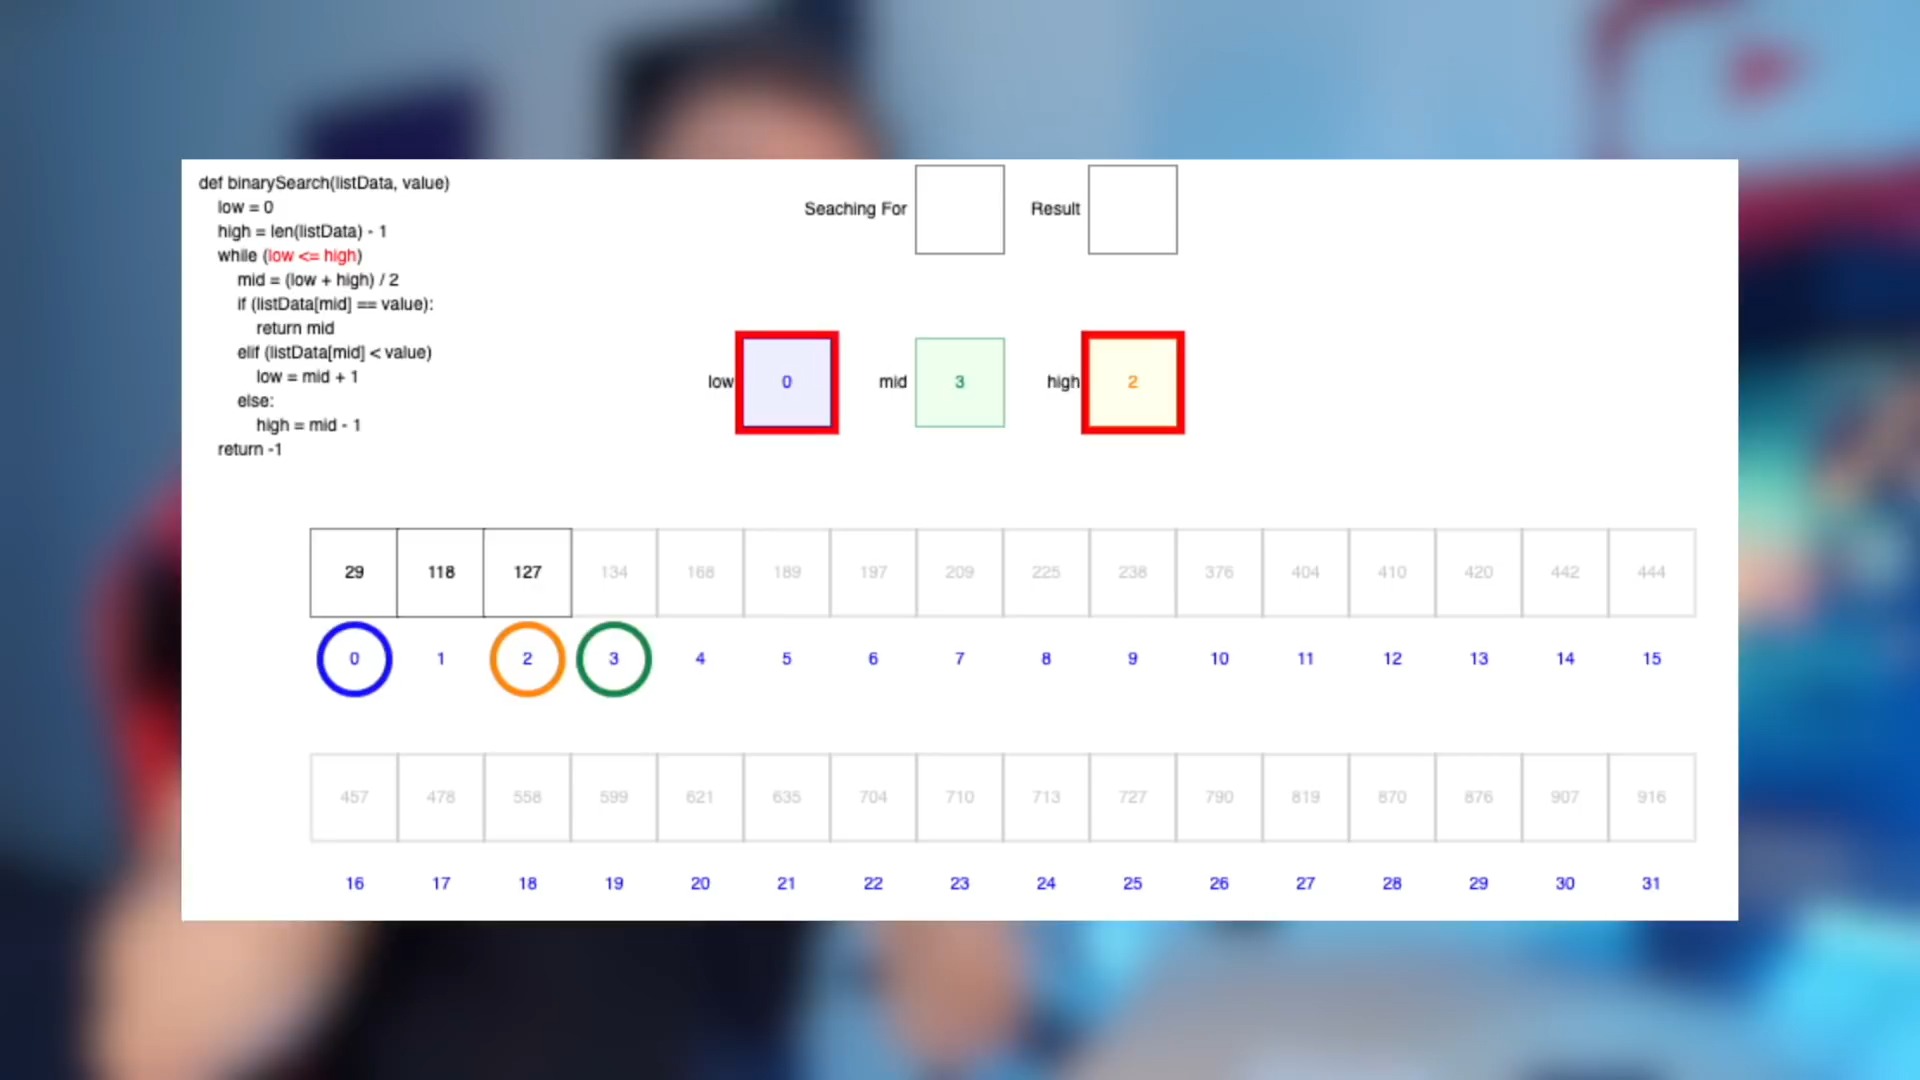 def binarySearch(listData, value)
low = 0
high = len(listData) - 1
while (low <= high)
mid = (low + high) / 2
if (listData[mid] == value):
return mid
elif (listData[mid] < value)
low = mid + 1
else:
high = mid - 1
return -1
Seaching For
Result
low 0 mid 3 high 2
29 118 127 134 168 189 197 209 225 238 376 404 410 420 442 444
0 1 2 3 4 5 6 7 8 9 10 11 12 13 14 15
457 478 558 599 621 635 704 710 713 727 790 819 870 876 907 916
16 17 18 19 20 21 22 23 24 25 26 27 28 29 30 31